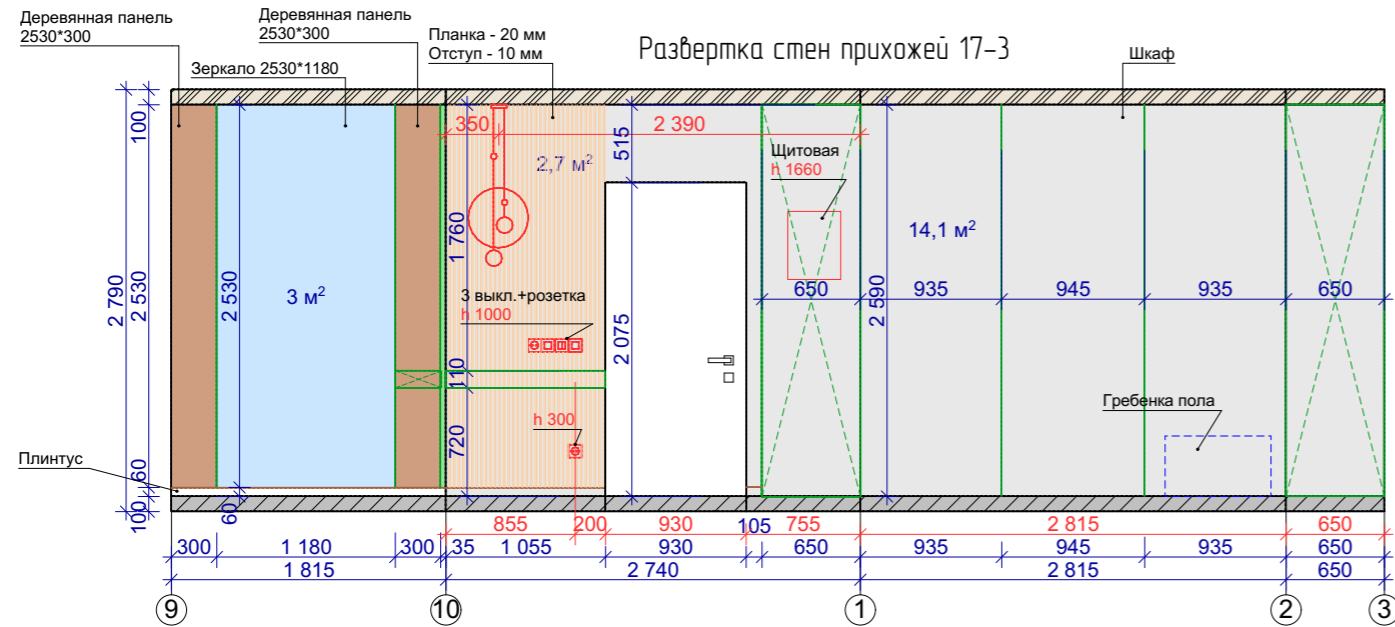 Развертка стен прихожей 17-3
Деревянная панель
2530*300
Зеркало 2530*1180
Деревянная панель
2530*300
Планка - 20 мм
Отступ - 10 мм
Шкаф
350
2 390
100
515
2,7 м²
Щитовая
h 1660
14,1 м²
1 760
2 790
2 530
2 530
3 м²
3 выкл.+розетка
h 1000
2 075
650
2 590
935
945
935
650
110
h 300
720
Гребенка пола
Плинтус
60
100
60
855
200
930
105
755
2 815
650
300
1 180
300
35
1 055
930
650
935
945
935
650
1 815
2 740
2 815
650
9
10
1
2
3